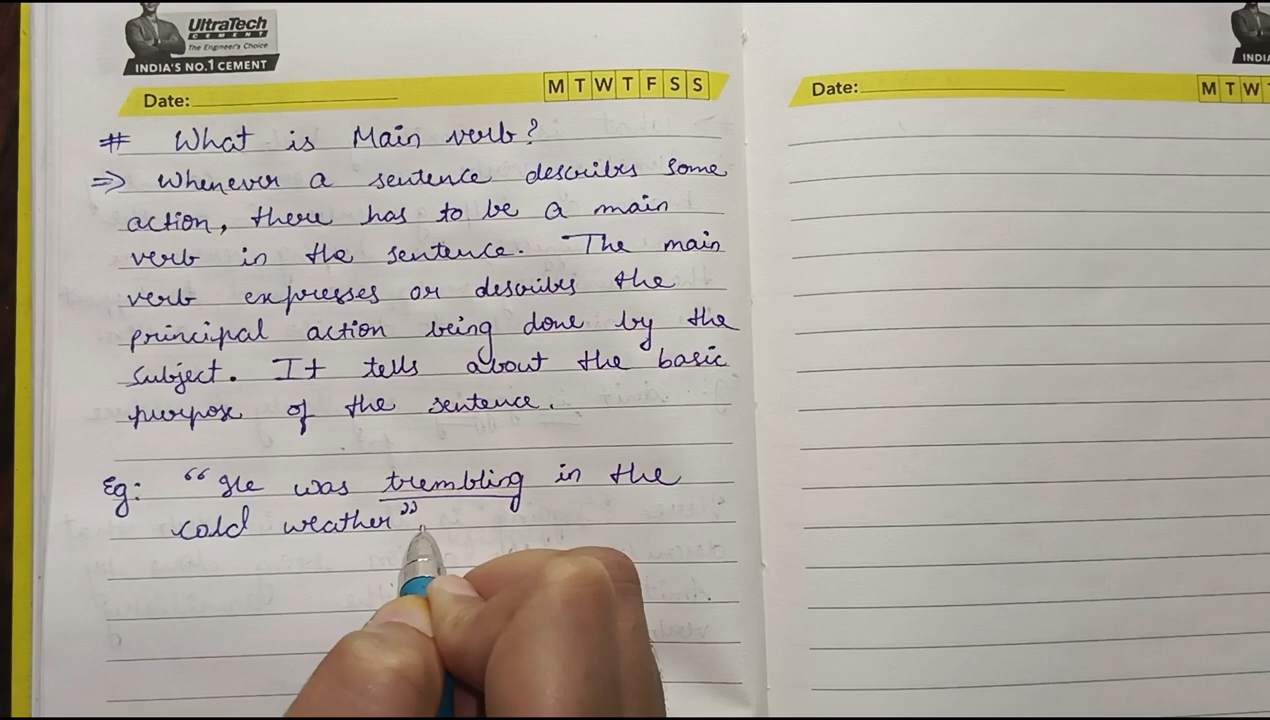 UltraTech
CEMENT
The Engineer's Choice
INDIA'S NO.1 CEMENT
Date:
M T W T F S S
# What is Main verb?
⇒ Whenever a sentence describes some
action, there has to be a main
verb in the sentence. The main
verb expresses or describes the
principal action being done by the
subject. It tells about the basic
purpose of the sentence.
Eg: "He was trembling in the
cold weather"
INDIA
Date:
M T W T